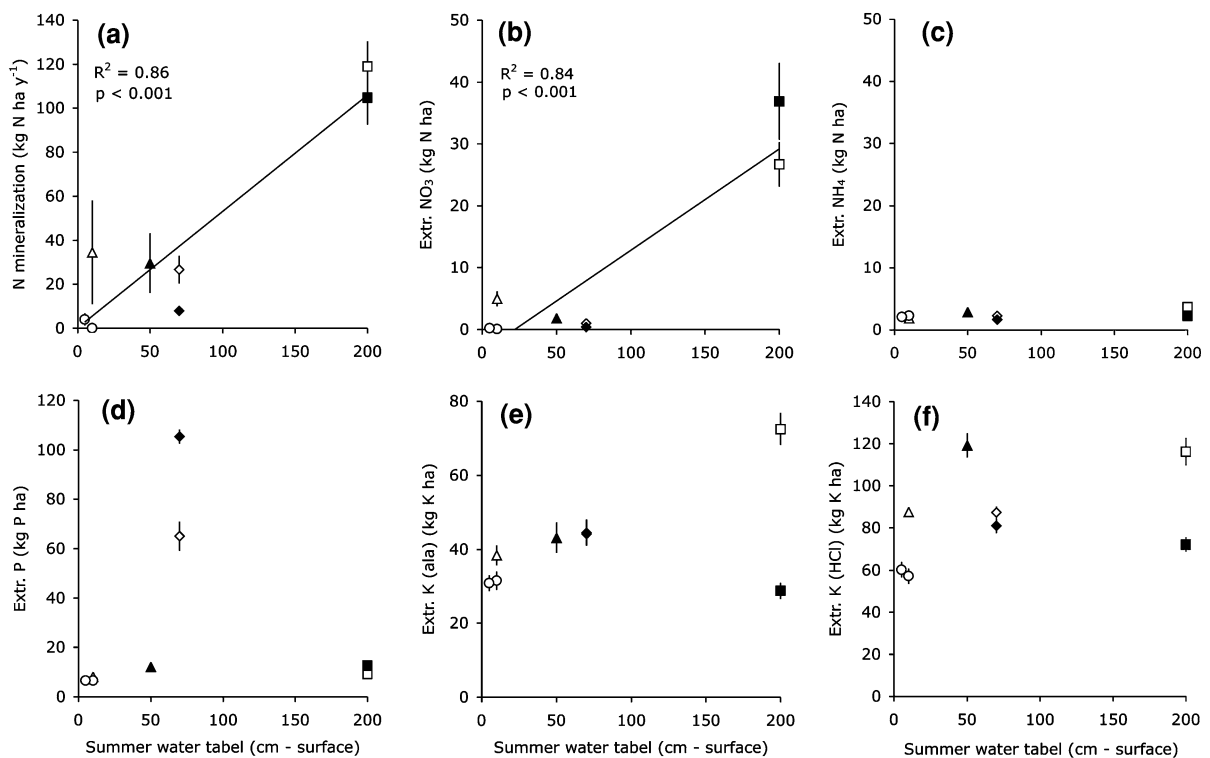 (a)
R² = 0.86
p < 0.001
N mineralization (kg N ha y⁻¹)
140
120
100
80
60
40
20
0
0 50 100 150 200
(b)
R² = 0.84
p < 0.001
Extr. NO₃ (kg N ha)
50
40
30
20
10
0
0 50 100 150 200
(c)
Extr. NH₄ (kg N ha)
50
40
30
20
10
0
0 50 100 150 200
(d)
Extr. P (kg P ha)
120
100
80
60
40
20
0
0 50 100 150 200
Summer water tabel (cm - surface)
(e)
Extr. K (ala) (kg K ha)
80
60
40
20
0
0 50 100 150 200
Summer water tabel (cm - surface)
(f)
Extr. K (HCl) (kg K ha)
140
120
100
80
60
40
20
0
0 50 100 150 200
Summer water tabel (cm - surface)